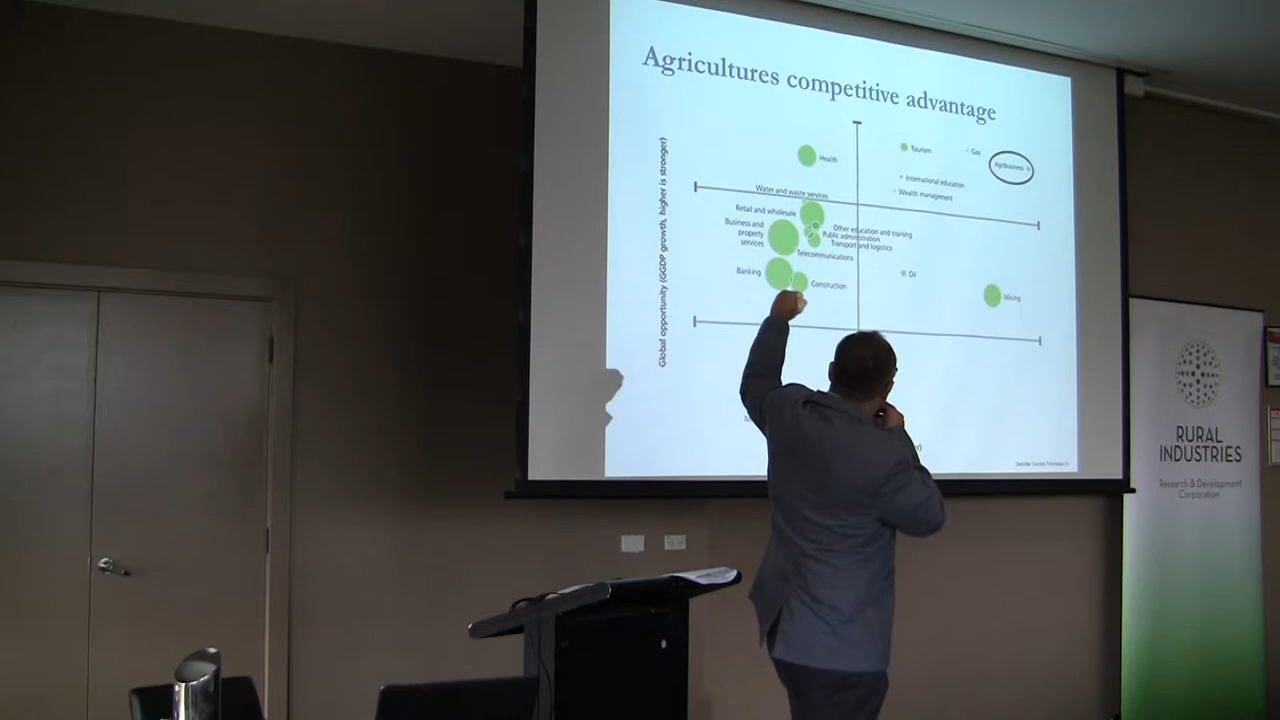 Agricultures competitive advantage
Global opportunity (GGDP growth, higher is stronger)
Health
Tourism
Gas
Agribusiness
International education
Wealth management
Water and waste services
Retail and wholesale
Other education and training
Business and
property
services
Public administration
Transport and logistics
Telecommunications
Banking
Construction
Oil
Mining
RURAL
INDUSTRIES
Research & Development
Corporation